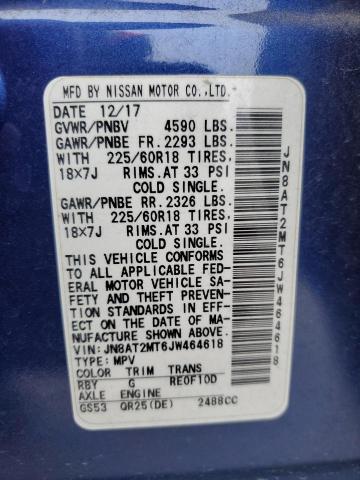 MFD BY NISSAN MOTOR CO.,LTD.
DATE 12/17
GVWR/PNBV 4590 LBS.
GAWR/PNBE FR. 2293 LBS.
WITH 225/60R18 TIRES,
18X7J RIMS.AT 33 PSI
COLD SINGLE.
GAWR/PNBE RR. 2326 LBS.
WITH 225/60R18 TIRES,
18X7J RIMS.AT 33 PSI
COLD SINGLE.
THIS VEHICLE CONFORMS
TO ALL APPLICABLE FED-
ERAL MOTOR VEHICLE SA-
FETY AND THEFT PREVEN-
TION STANDARDS IN EFF-
ECT ON THE DATE OF MA-
NUFACTURE SHOWN ABOVE.
VIN:JN8AT2MT6JW464618
TYPE: MPV
COLOR TRIM TRANS
RBY G RE0F10D
AXLE ENGINE
GS53 QR25(DE) 2488CC
JN8AT2MT6JW464618